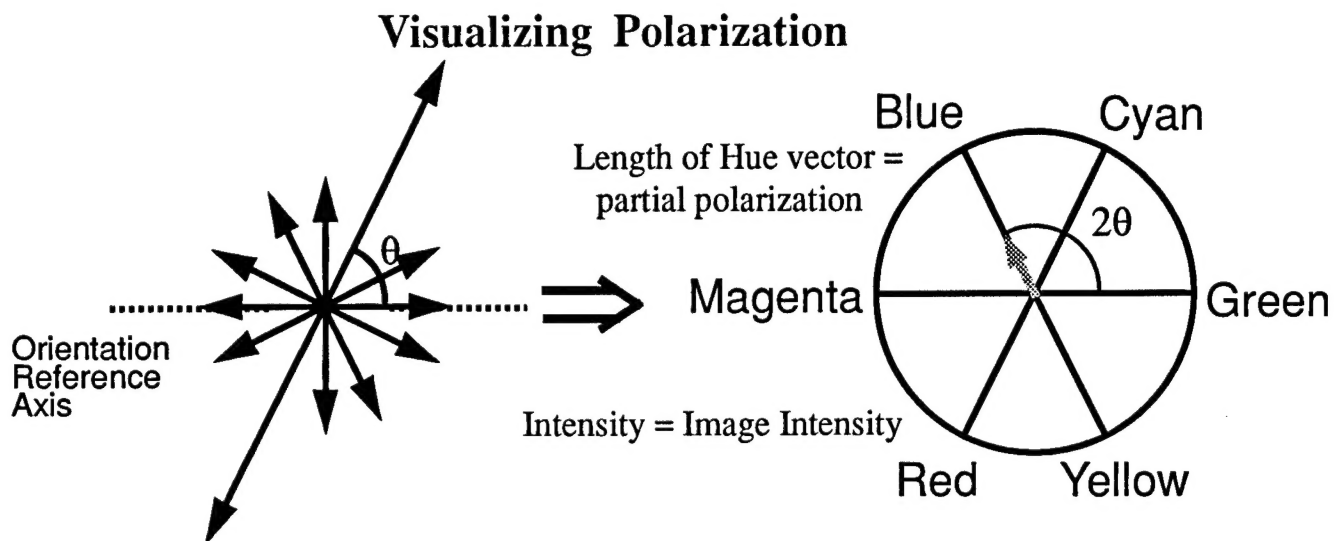 Visualizing Polarization
θ
Orientation
Reference
Axis
Length of Hue vector =
partial polarization
Intensity = Image Intensity
Blue
Cyan
2θ
Magenta
Green
Red
Yellow